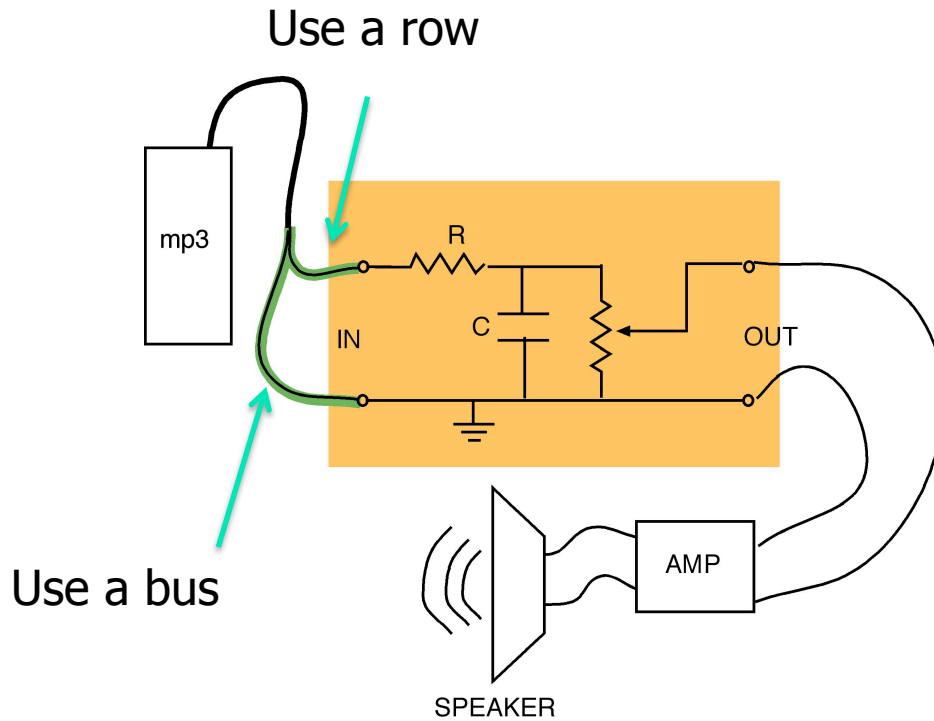 Use a row
mp3
R
IN
C
OUT
Use a bus
AMP
SPEAKER